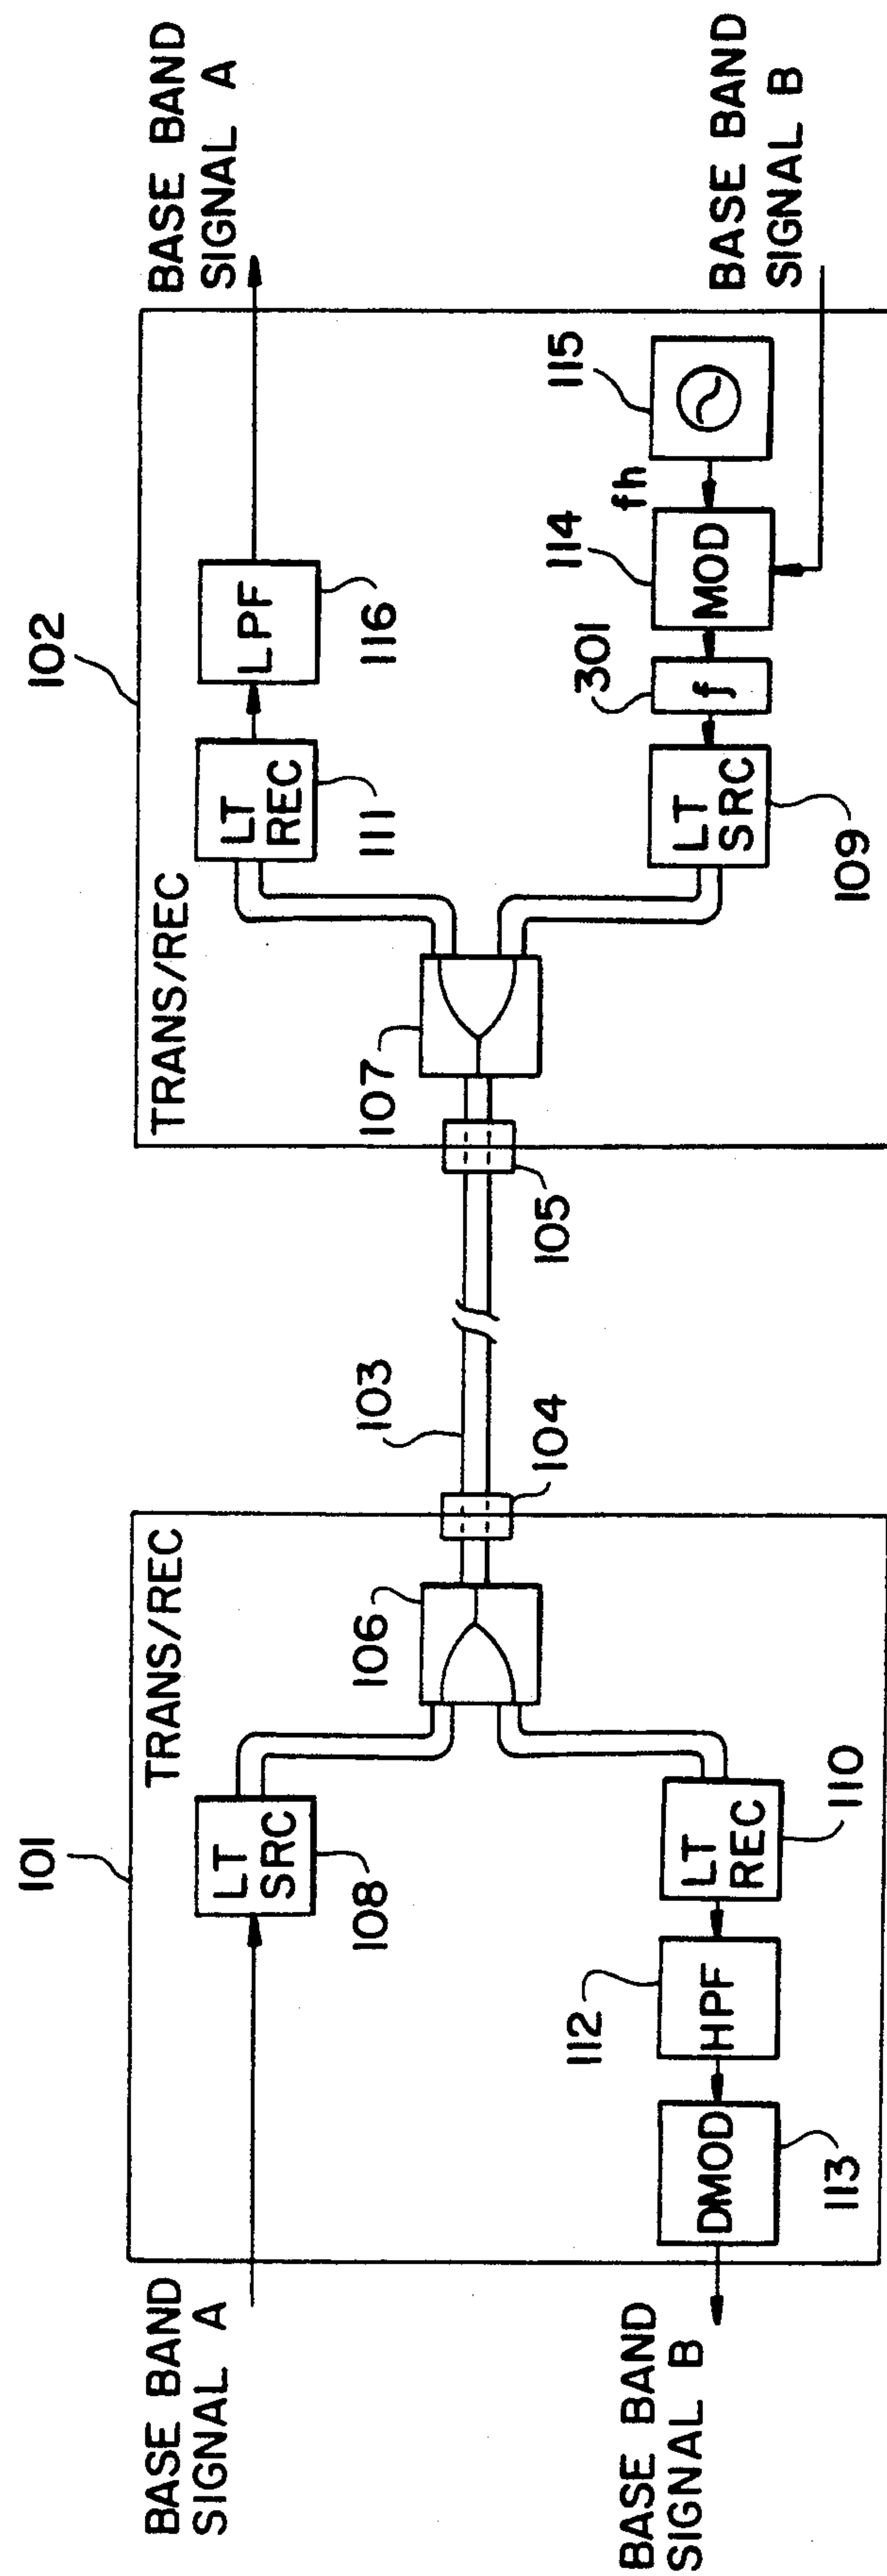 101
102
TRANS/REC
TRANS/REC
BASE BAND
SIGNAL A
LT
SRC
108
106
103
104
105
107
LT
REC
111
LPF
116
BASE BAND
SIGNAL A
BASE BAND
SIGNAL B
DMOD
113
HPF
112
LT
REC
110
LT
SRC
109
f
301
MOD
114
fh
115
BASE BAND
SIGNAL B